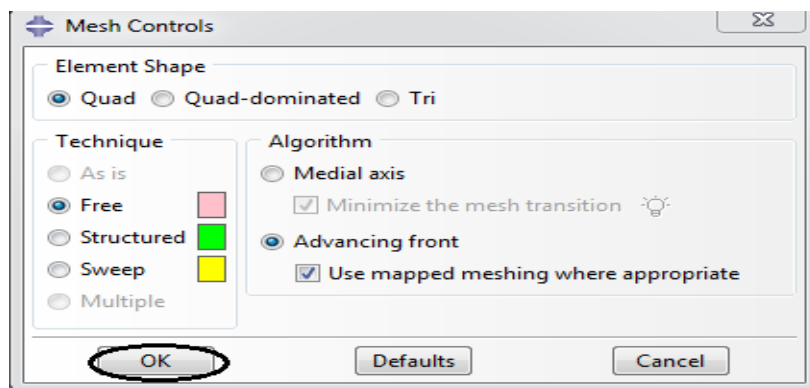 Mesh Controls
Element Shape
Quad Quad-dominated Tri
Technique
As is
Free
Structured
Sweep
Multiple
Algorithm
Medial axis
Minimize the mesh transition
Advancing front
Use mapped meshing where appropriate
OK Defaults Cancel